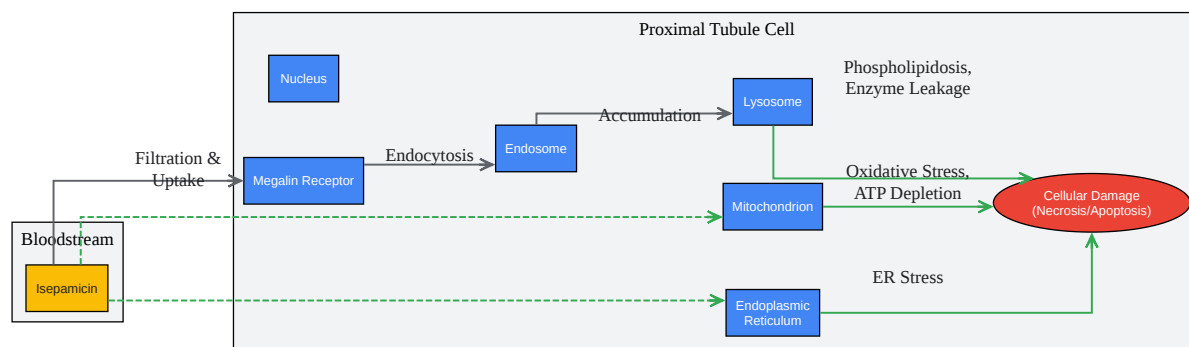 Proximal Tubule Cell
Nucleus
Phospholipidosis,
Enzyme Leakage
Lysosome
Accumulation
Endosome
Endocytosis
Filtration &
Uptake
Megalin Receptor
Oxidative Stress,
ATP Depletion
Mitochondrion
Cellular Damage
(Necrosis/Apoptosis)
Bloodstream
Isepamicin
ER Stress
Endoplasmic
Reticulum